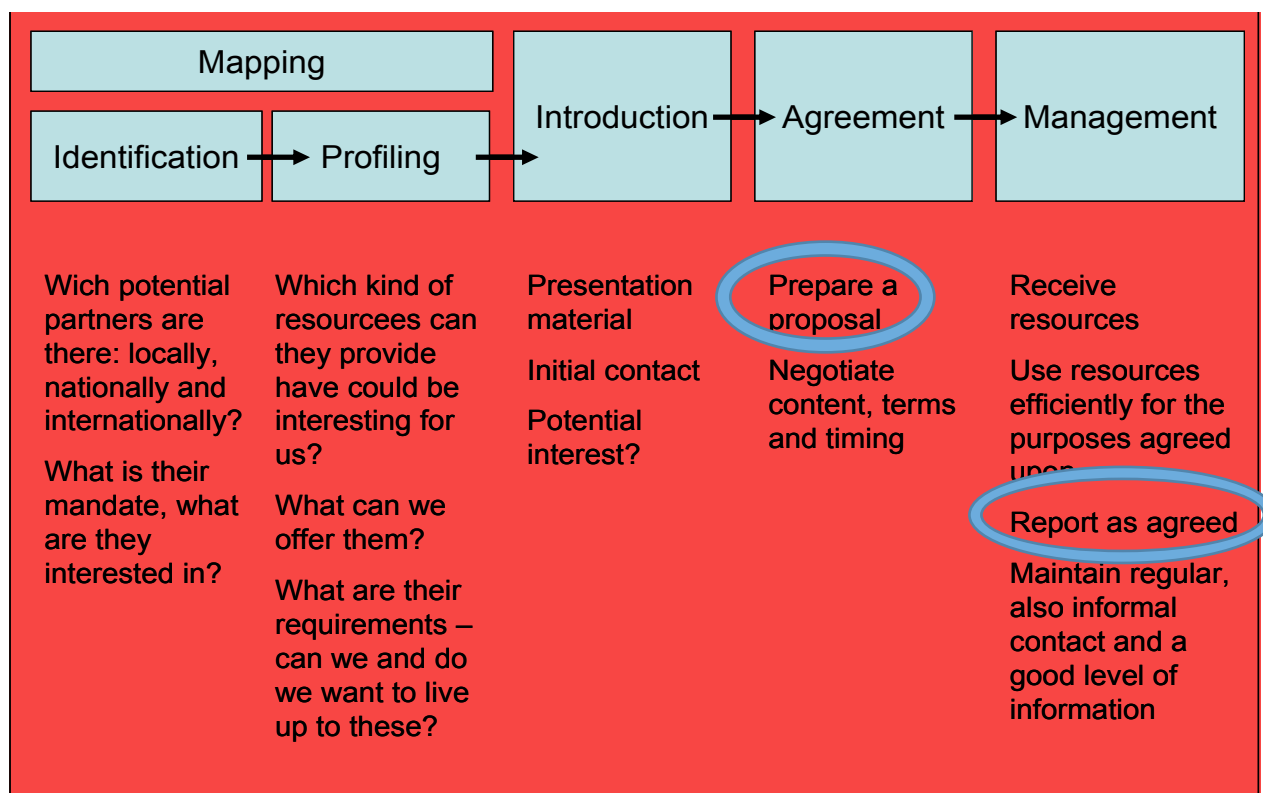 Mapping
Identification
Profiling
Introduction
Agreement
Management
Wich potential
partners are
there: locally,
nationally and
internationally?
What is their
mandate, what
are they
interested in?
Which kind of
resourcees can
they provide
have could be
interesting for
us?
What can we
offer them?
What are their
requirements –
can we and do
we want to live
up to these?
Presentation
material
Initial contact
Potential
interest?
Prepare a
proposal
Negotiate
content, terms
and timing
Receive
resources
Use resources
efficiently for the
purposes agreed
upon
Report as agreed
Maintain regular,
also informal
contact and a
good level of
information